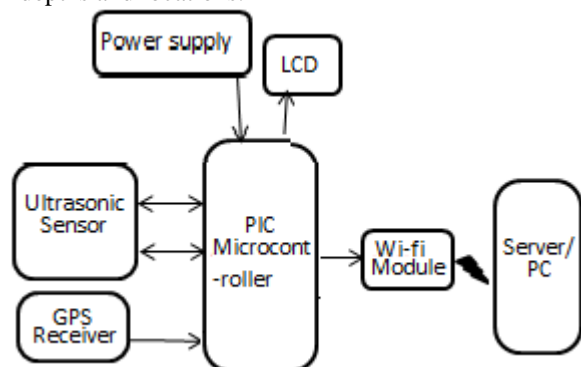 Power supply
LCD
Ultrasonic
Sensor
PIC
Microcont
-roller
Wi-fi
Module
Server/
PC
GPS
Receiver